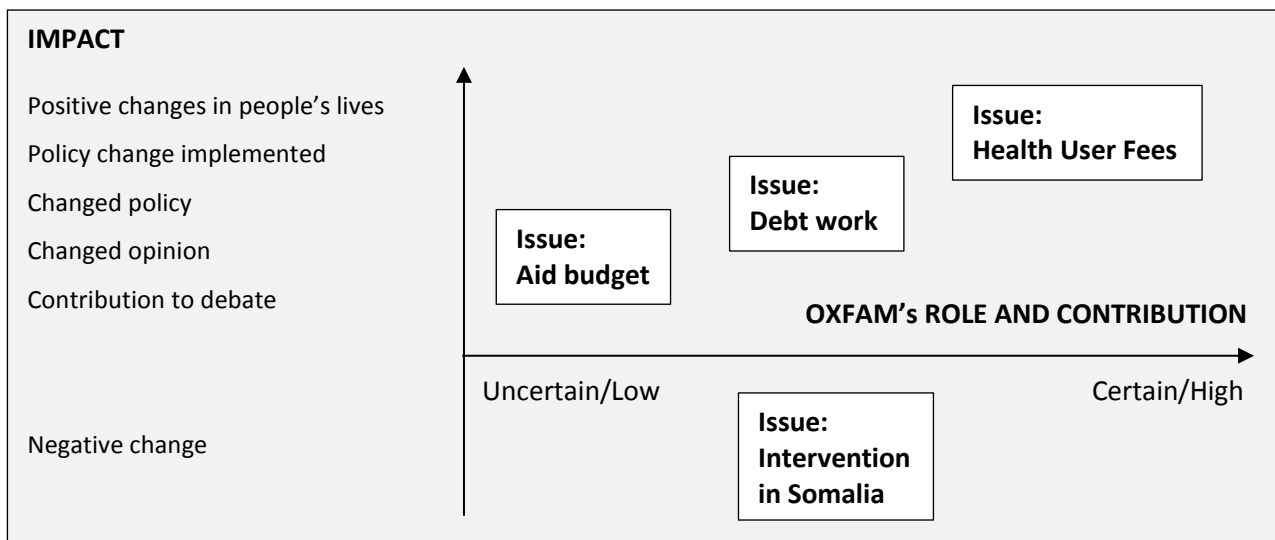 IMPACT
Positive changes in people’s lives
Policy change implemented
Changed policy
Changed opinion
Contribution to debate
Negative change
Issue:
Health User Fees
Issue:
Debt work
Issue:
Aid budget
OXFAM’s ROLE AND CONTRIBUTION
Uncertain/Low
Certain/High
Issue:
Intervention
in Somalia